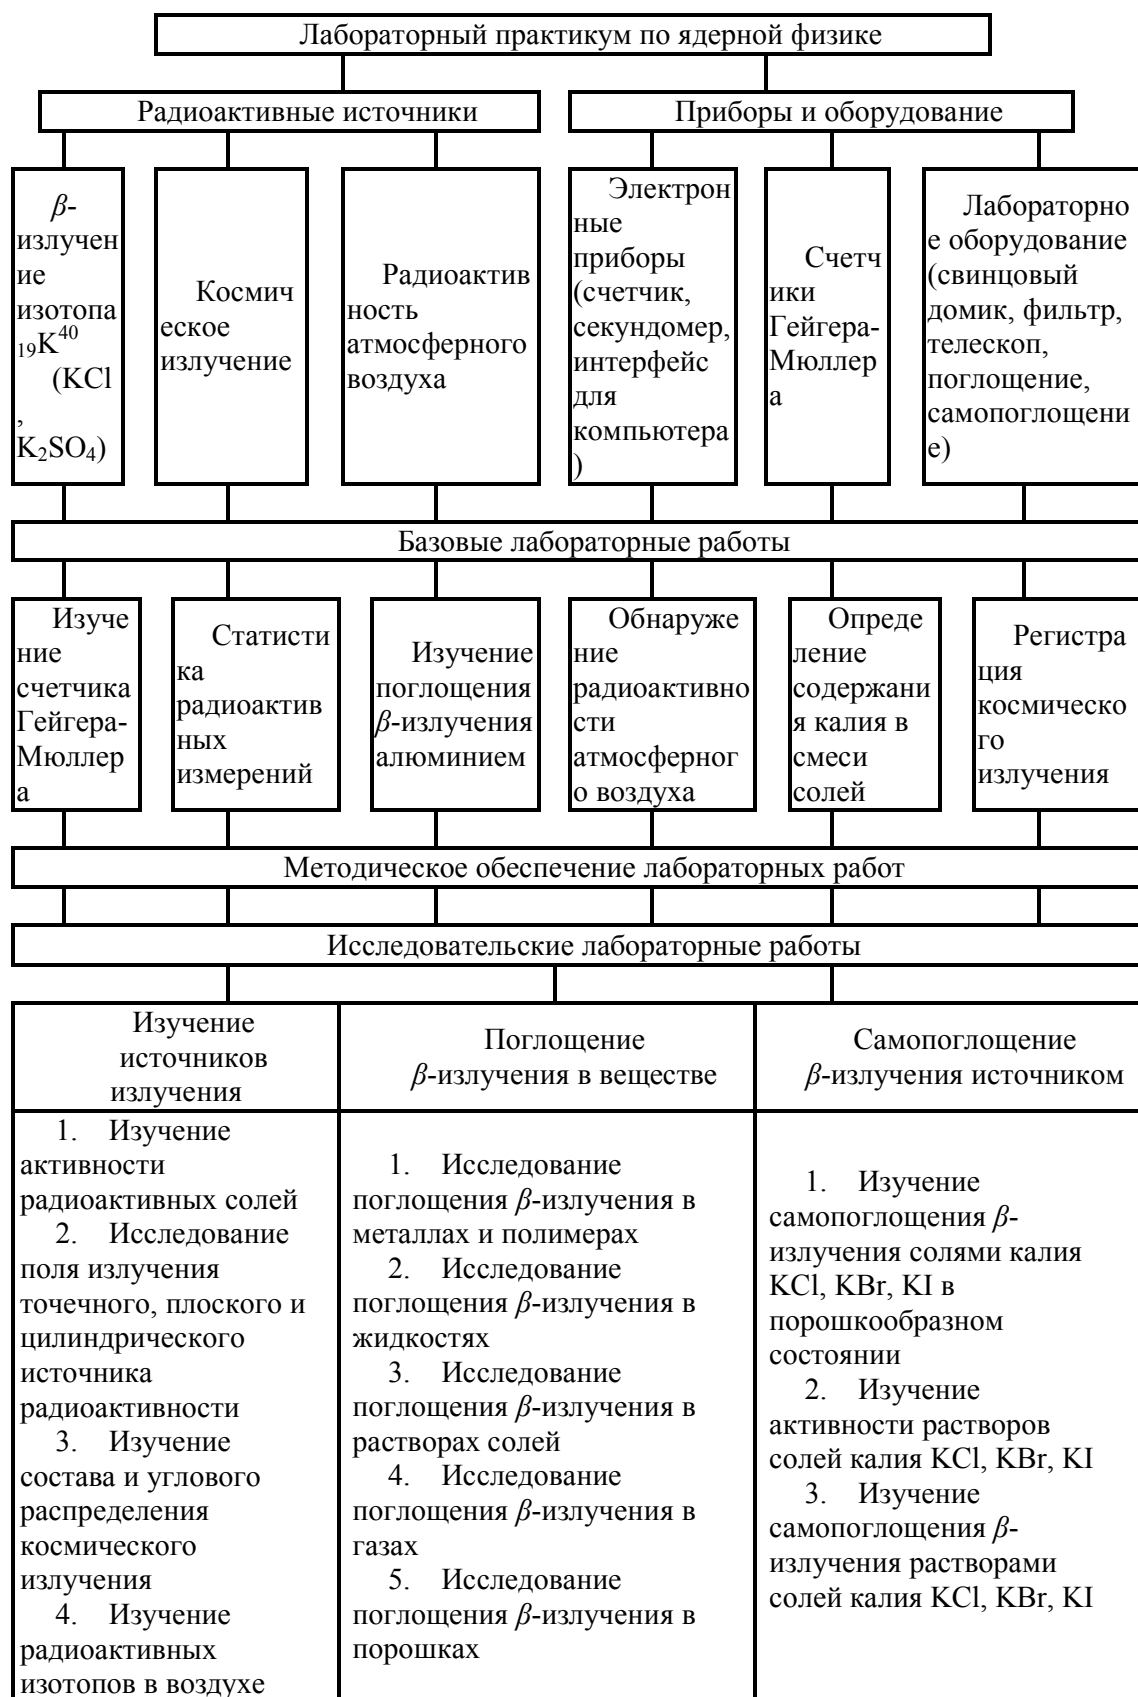 Лабораторный практикум по ядерной физике
Радиоактивные источники
Приборы и оборудование
β-
излучен
ие
изотопа
₁₉K⁴⁰
(KCl
,
K₂SO₄)
Космич
еское
излучение
Радиоактив
ность
атмосферного
воздуха
Электрон
ные
приборы
(счетчик,
секундомер,
интерфейс
для
компьютера
)
Счетч
ики
Гейгера-
Мюллер
а
Лабораторно
е оборудование
(свинцовый
домик, фильтр,
телескоп,
поглощение,
самопоглощени
е)
Базовые лабораторные работы
Изуче
ние
счетчика
Гейгера-
Мюллер
а
Статисти
ка
радиоактив
ных
измерений
Изучение
поглощения
β-излучения
алюминием
Обнаруже
ние
радиоактивно
сти
атмосферног
о воздуха
Опреде
ление
содержани
я калия в
смеси
солей
Регистра
ция
космическо
го
излучения
Методическое обеспечение лабораторных работ
Исследовательские лабораторные работы
Изучение
источников
излучения
Поглощение
β-излучения в веществе
Самопоглощение
β-излучения источником
1. Изучение
активности
радиоактивных солей
2. Исследование
поля излучения
точечного, плоского и
цилиндрического
источника
радиоактивности
3. Изучение
состава и углового
распределения
космического
излучения
4. Изучение
радиоактивных
изотопов в воздухе
1. Исследование
поглощения β-излучения в
металлах и полимерах
2. Исследование
поглощения β-излучения в
жидкостях
3. Исследование
поглощения β-излучения в
растворах солей
4. Исследование
поглощения β-излучения в
газах
5. Исследование
поглощения β-излучения в
порошках
1. Изучение
самопоглощения β-
излучения солями калия
KCl, KBr, KI в
порошкообразном
состоянии
2. Изучение
активности растворов
солей калия KCl, KBr, KI
3. Изучение
самопоглощения β-
излучения растворами
солей калия KCl, KBr, KI